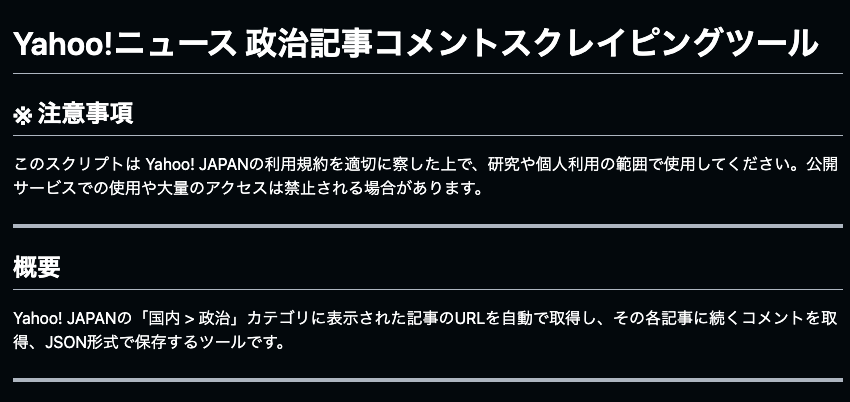 Yahoo!ニュース 政治記事コメントスクレイピングツール
※ 注意事項
このスクリプトは Yahoo! JAPANの利用規約を適切に察した上で、研究や個人利用の範囲で使用してください。公開
サービスでの使用や大量のアクセスは禁止される場合があります。
概要
Yahoo! JAPANの「国内 > 政治」カテゴリに表示された記事のURLを自動で取得し、その各記事に続くコメントを取
得、JSON形式で保存するツールです。